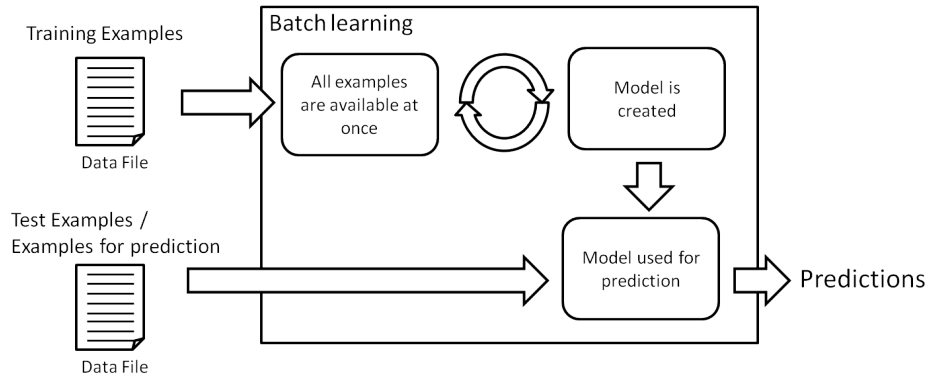 Batch learning
Training Examples
All examples
are available at
once
Model is
created
Data File
Test Examples /
Examples for prediction
Model used for
prediction
Predictions
Data File